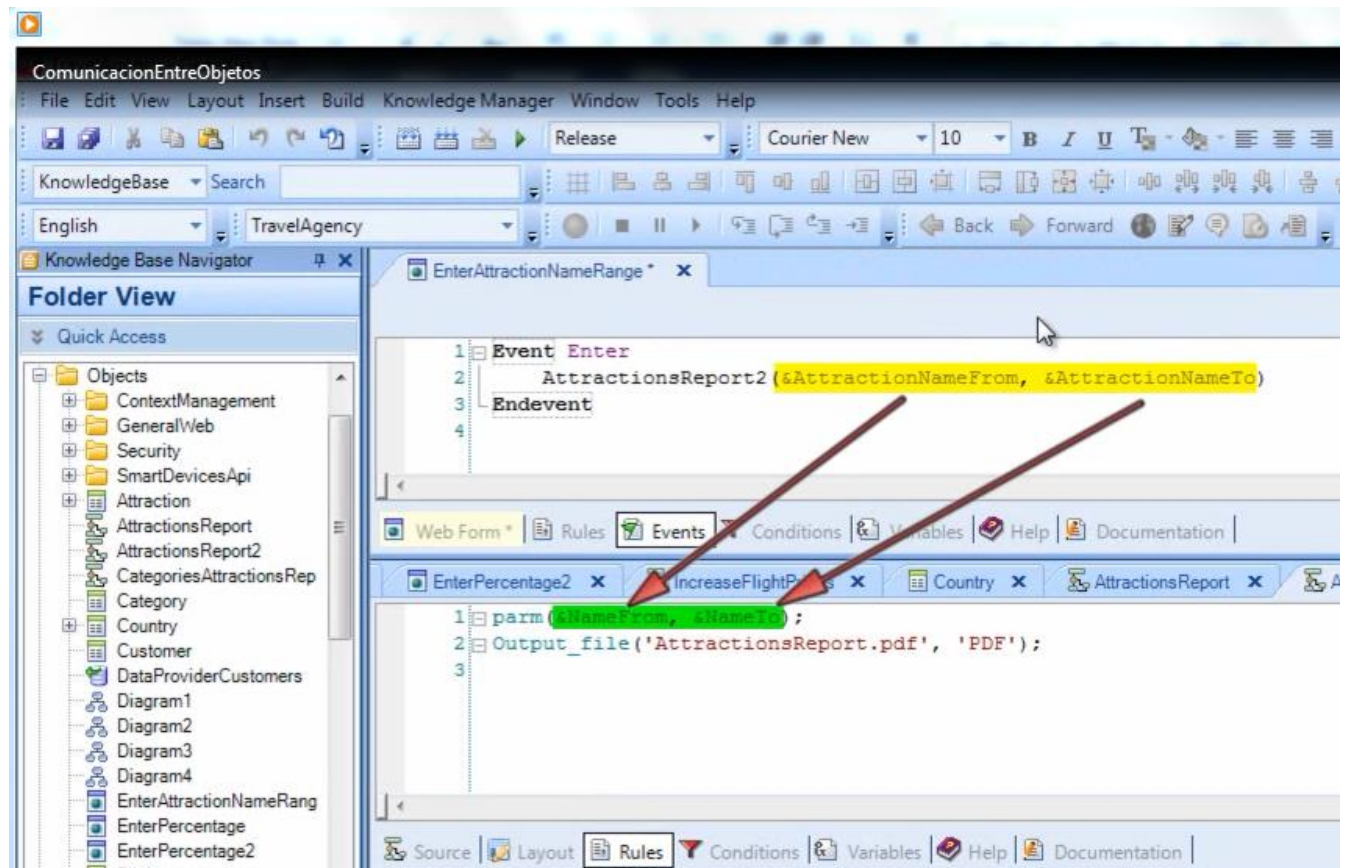 ComunicacionEntreObjetos
File Edit View Layout Insert Build Knowledge Manager Window Tools Help
Release Courier New 10 B I U
KnowledgeBase Search
English TravelAgency Back Forward
Knowledge Base Navigator
Folder View
Quick Access
Objects
ContextManagement
GeneralWeb
Security
SmartDevicesApi
Attraction
AttractionsReport
AttractionsReport2
CategoriesAttractionsRep
Category
Country
Customer
DataProviderCustomers
Diagram1
Diagram2
Diagram3
Diagram4
EnterAttractionNameRang
EnterPercentage
EnterPercentage2
EnterAttractionNameRange *
1 Event Enter
2 AttractionsReport2(&AttractionNameFrom, &AttractionNameTo)
3 Endevent
4
Web Form * Rules Events Conditions Variables Help Documentation
EnterPercentage2 Country AttractionsReport
1 parm(&NameFrom, &NameTo);
2 Output_file('AttractionsReport.pdf', 'PDF');
3
Source Layout Rules Conditions Variables Help Documentation